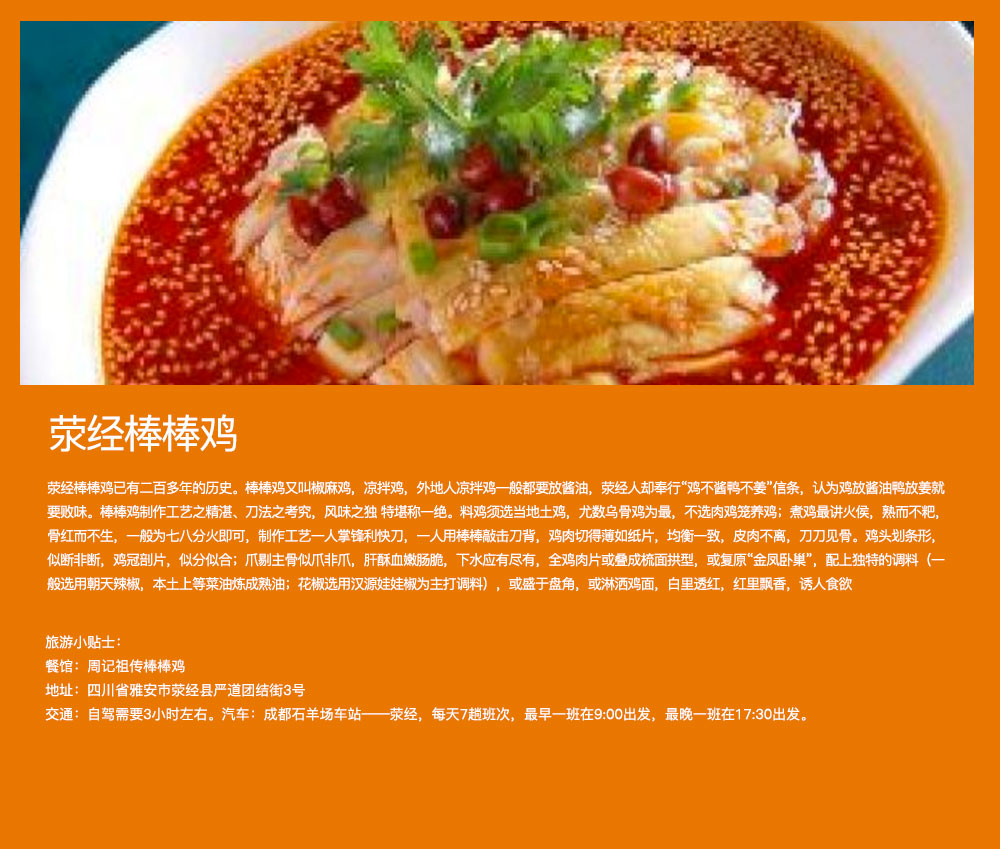 荥经棒棒鸡
荥经棒棒鸡已有二百多年的历史。棒棒鸡又叫椒麻鸡，凉拌鸡，外地人凉拌鸡一般都要放酱油，荥经人却奉行“鸡不酱鸭不姜”信条，认为鸡放酱油鸭放姜就
要败味。棒棒鸡制作工艺之精湛、刀法之考究，风味之独 特堪称一绝。料鸡须选当地土鸡，尤数乌骨鸡为最，不选肉鸡笼养鸡；煮鸡最讲火侯，熟而不粑，
骨红而不生，一般为七八分火即可，制作工艺一人掌锋利快刀，一人用棒棒敲击刀背，鸡肉切得薄如纸片，均衡一致，皮肉不离，刀刀见骨。鸡头划条形，
似断非断，鸡冠剖片，似分似合；爪剔主骨似爪非爪，肝酥血嫩肠脆，下水应有尽有，全鸡肉片或叠成梳面拱型，或复原“金凤卧巢”，配上独特的调料（一
般选用朝天辣椒，本土上等菜油炼成熟油；花椒选用汉源娃娃椒为主打调料），或盛于盘角，或淋洒鸡面，白里透红，红里飘香，诱人食欲
旅游小贴士：
餐馆：周记祖传棒棒鸡
地址：四川省雅安市荥经县严道团结街3号
交通：自驾需要3小时左右。汽车：成都石羊场车站——荥经，每天7趟班次，最早一班在9:00出发，最晚一班在17:30出发。